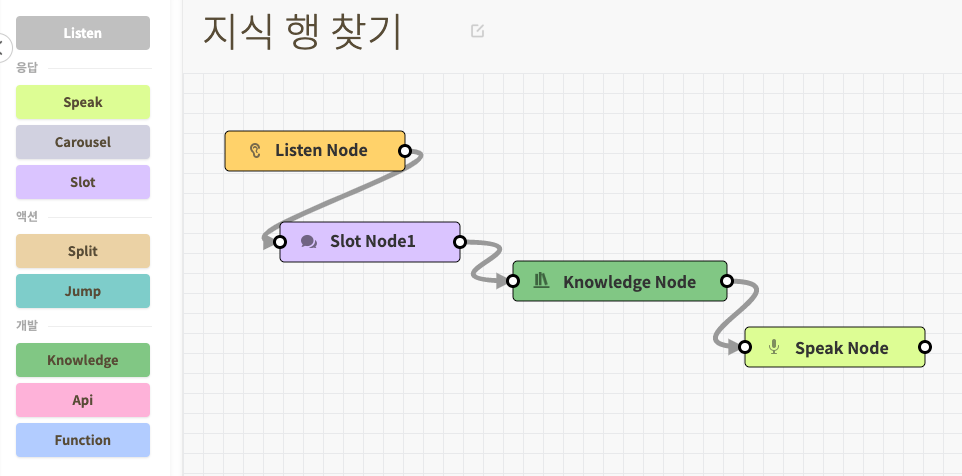 지식 행 찾기
Listen
응답
Speak
Carousel
Slot
액션
Split
Jump
개발
Knowledge
Api
Function
Listen Node
Slot Node1
Knowledge Node
Speak Node